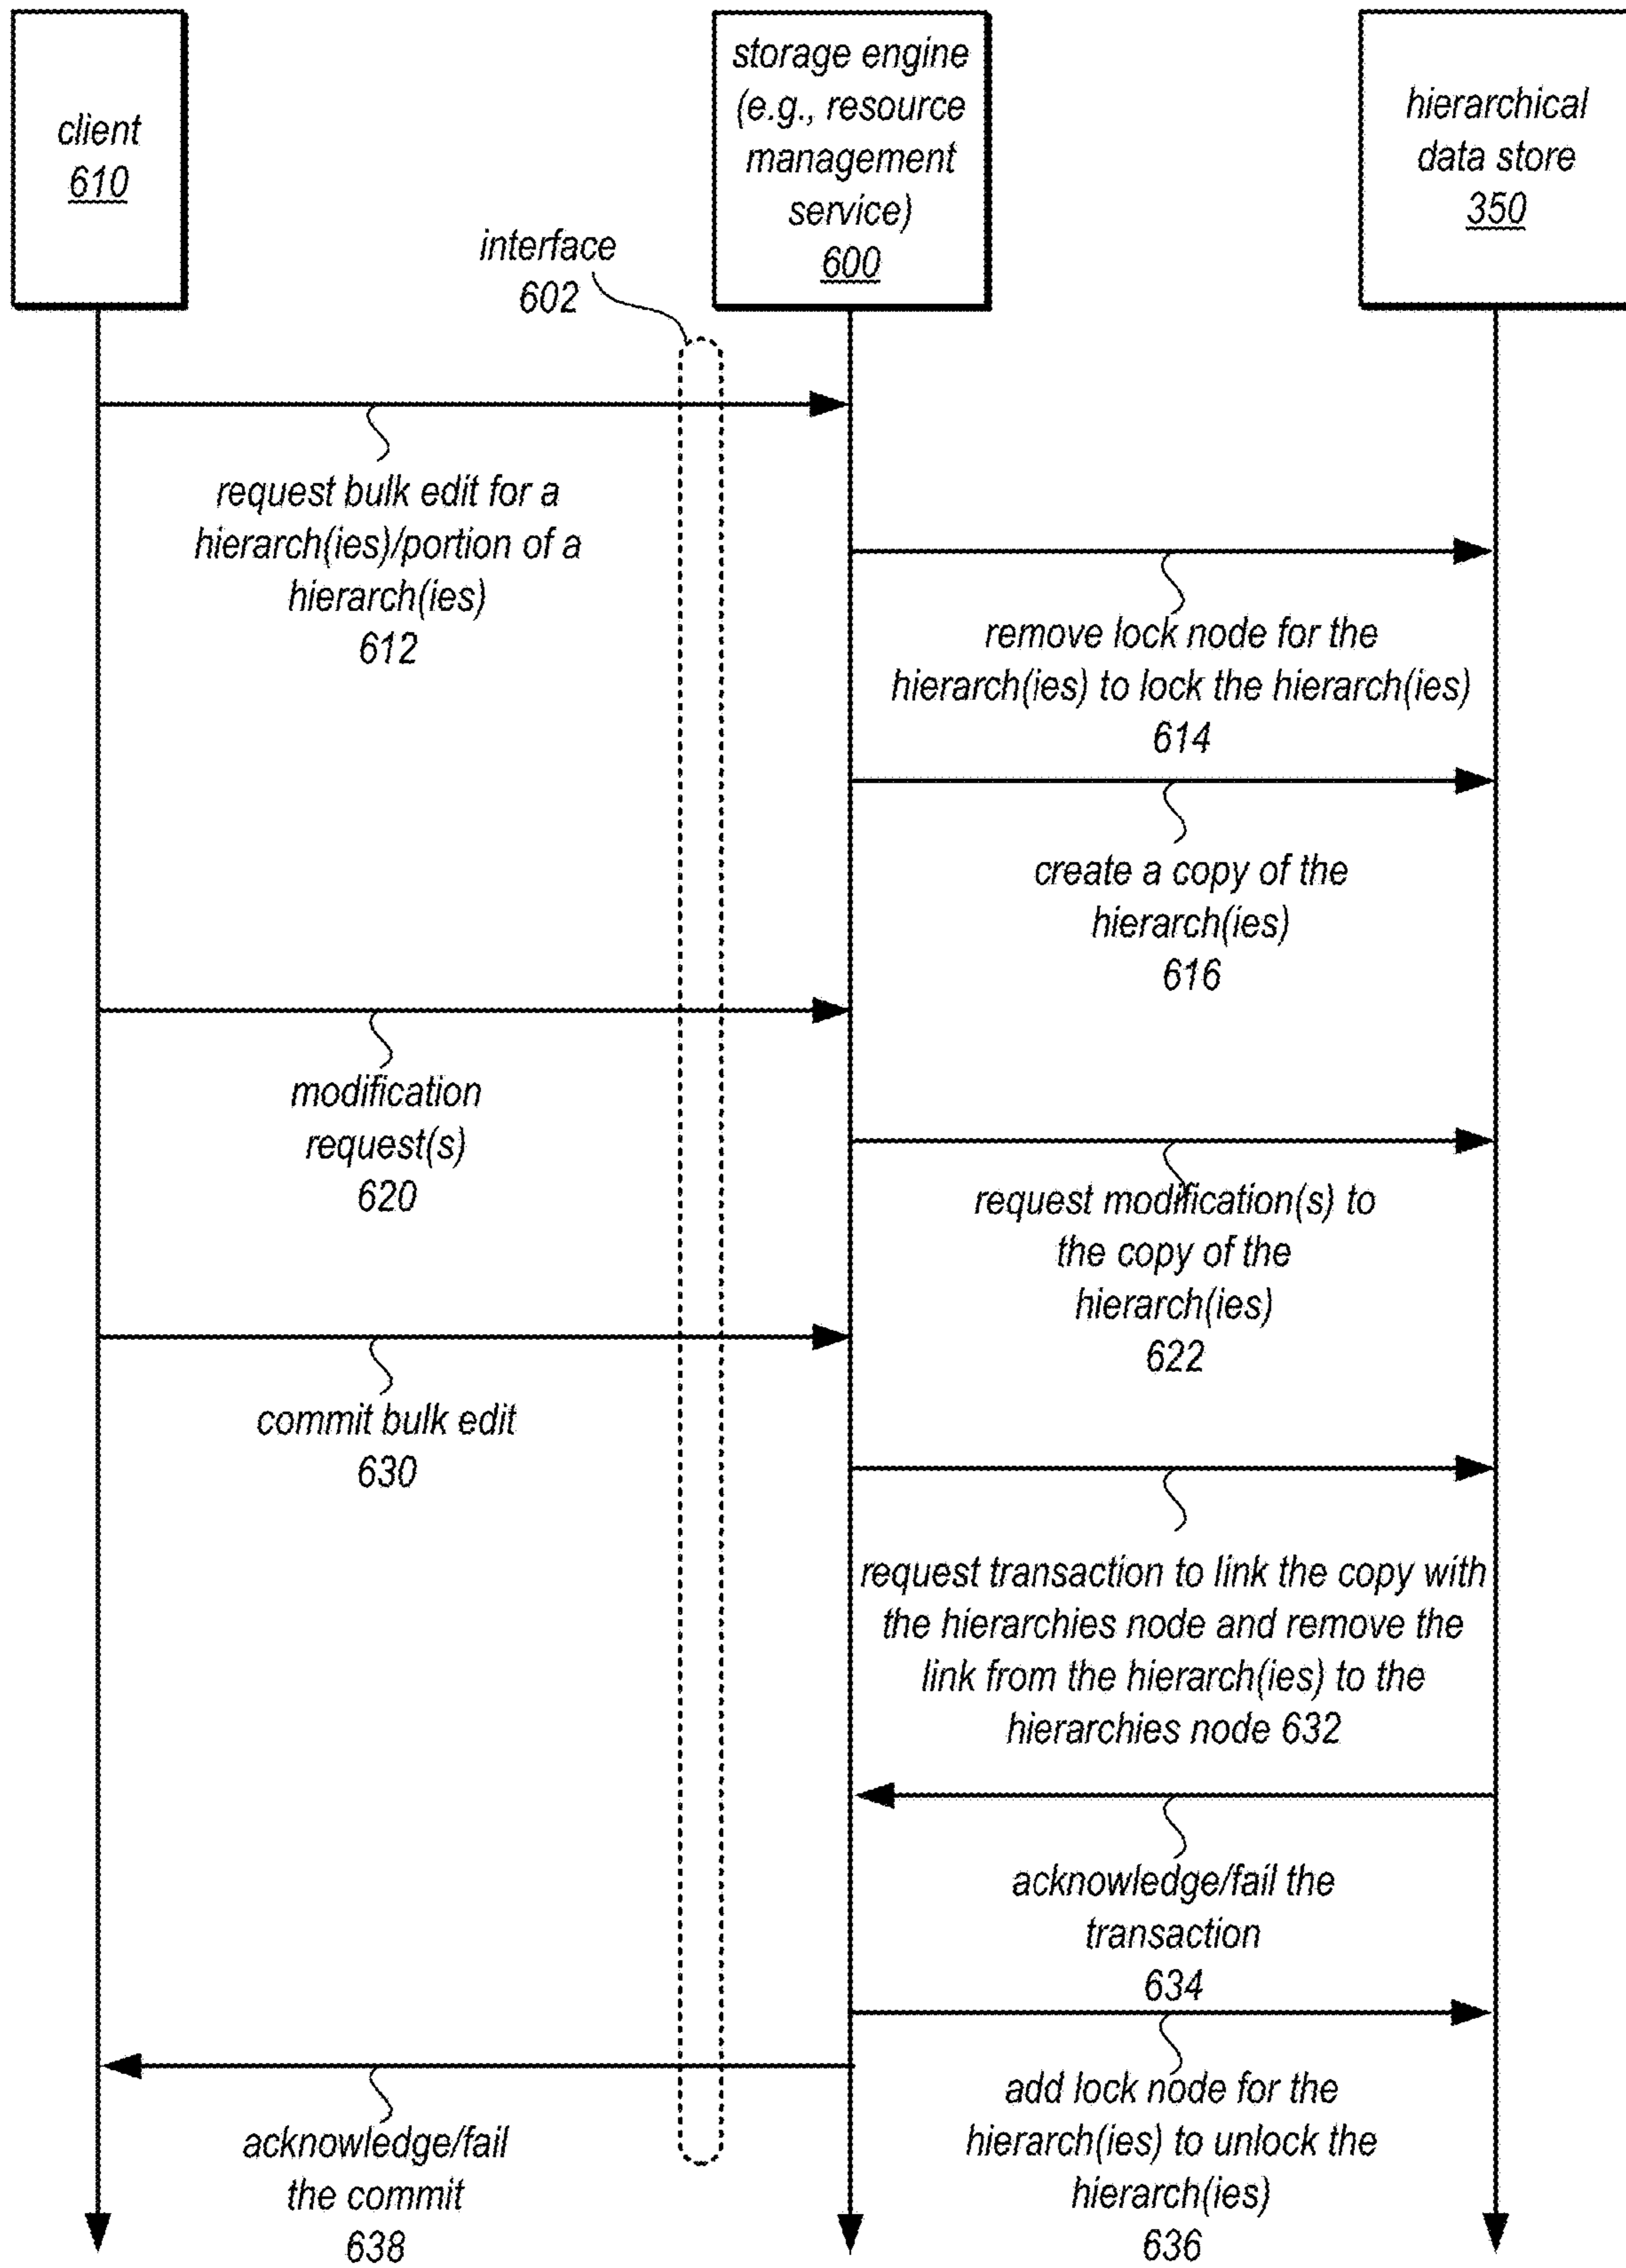 client
610
storage engine
(e.g., resource
management
service)
600
hierarchical
data store
350
interface
602
request bulk edit for a
hierarch(ies)/portion of a
hierarch(ies)
612
remove lock node for the
hierarch(ies) to lock the hierarch(ies)
614
create a copy of the
hierarch(ies)
616
modification
request(s)
620
request modification(s) to
the copy of the
hierarch(ies)
622
commit bulk edit
630
request transaction to link the copy with
the hierarchies node and remove the
link from the hierarch(ies) to the
hierarchies node 632
acknowledge/fail the
transaction
634
add lock node for the
hierarch(ies) to unlock the
hierarch(ies)
636
acknowledge/fail
the commit
638